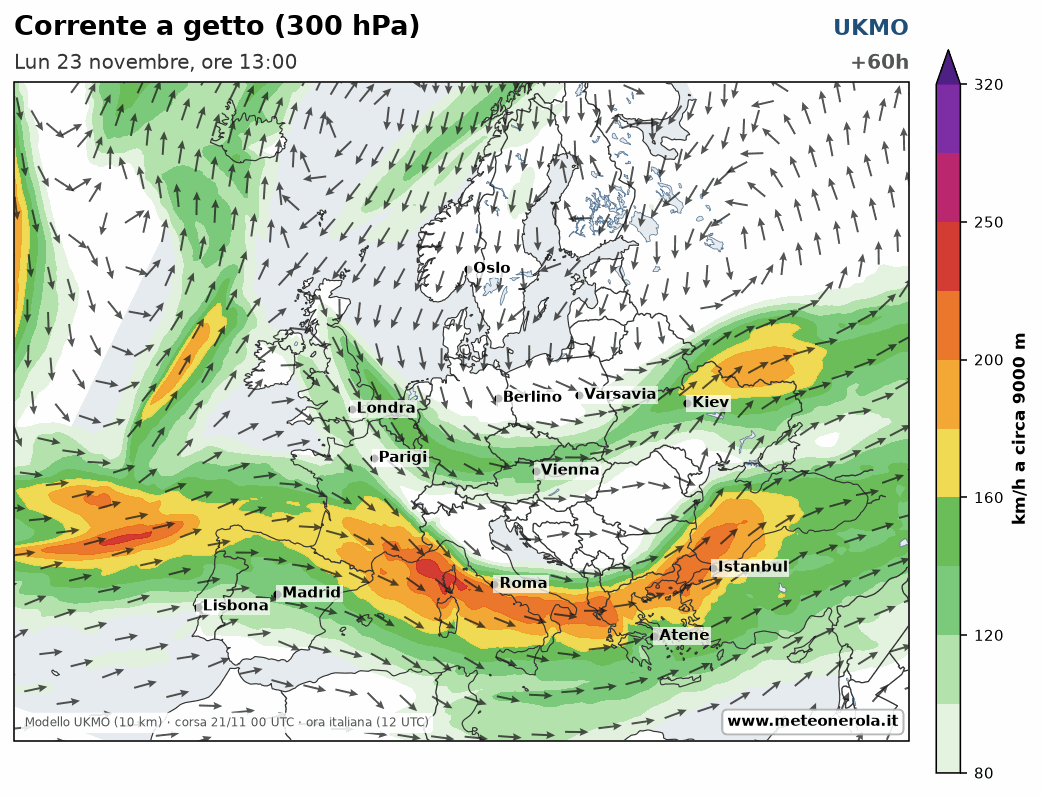 Corrente a getto (300 hPa)
UKMO
Lun 23 novembre, ore 13:00
+60h
320
250
200
160
120
80
km/h a circa 9000 m
Oslo
Londra
Berlino
Varsavia
Kiev
Parigi
Vienna
Istanbul
Roma
Madrid
Lisbona
Atene
Modello UKMO (10 km) · corsa 21/11 00 UTC · ora italiana (12 UTC)
www.meteonerola.it